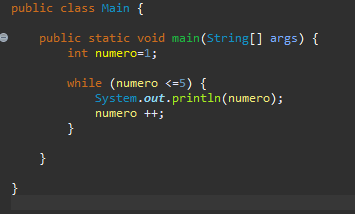 public class Main {
public static void main(String[] args) {
int numero=1;
while (numero <=5) {
System.out.println(numero);
numero ++;
}
}
}